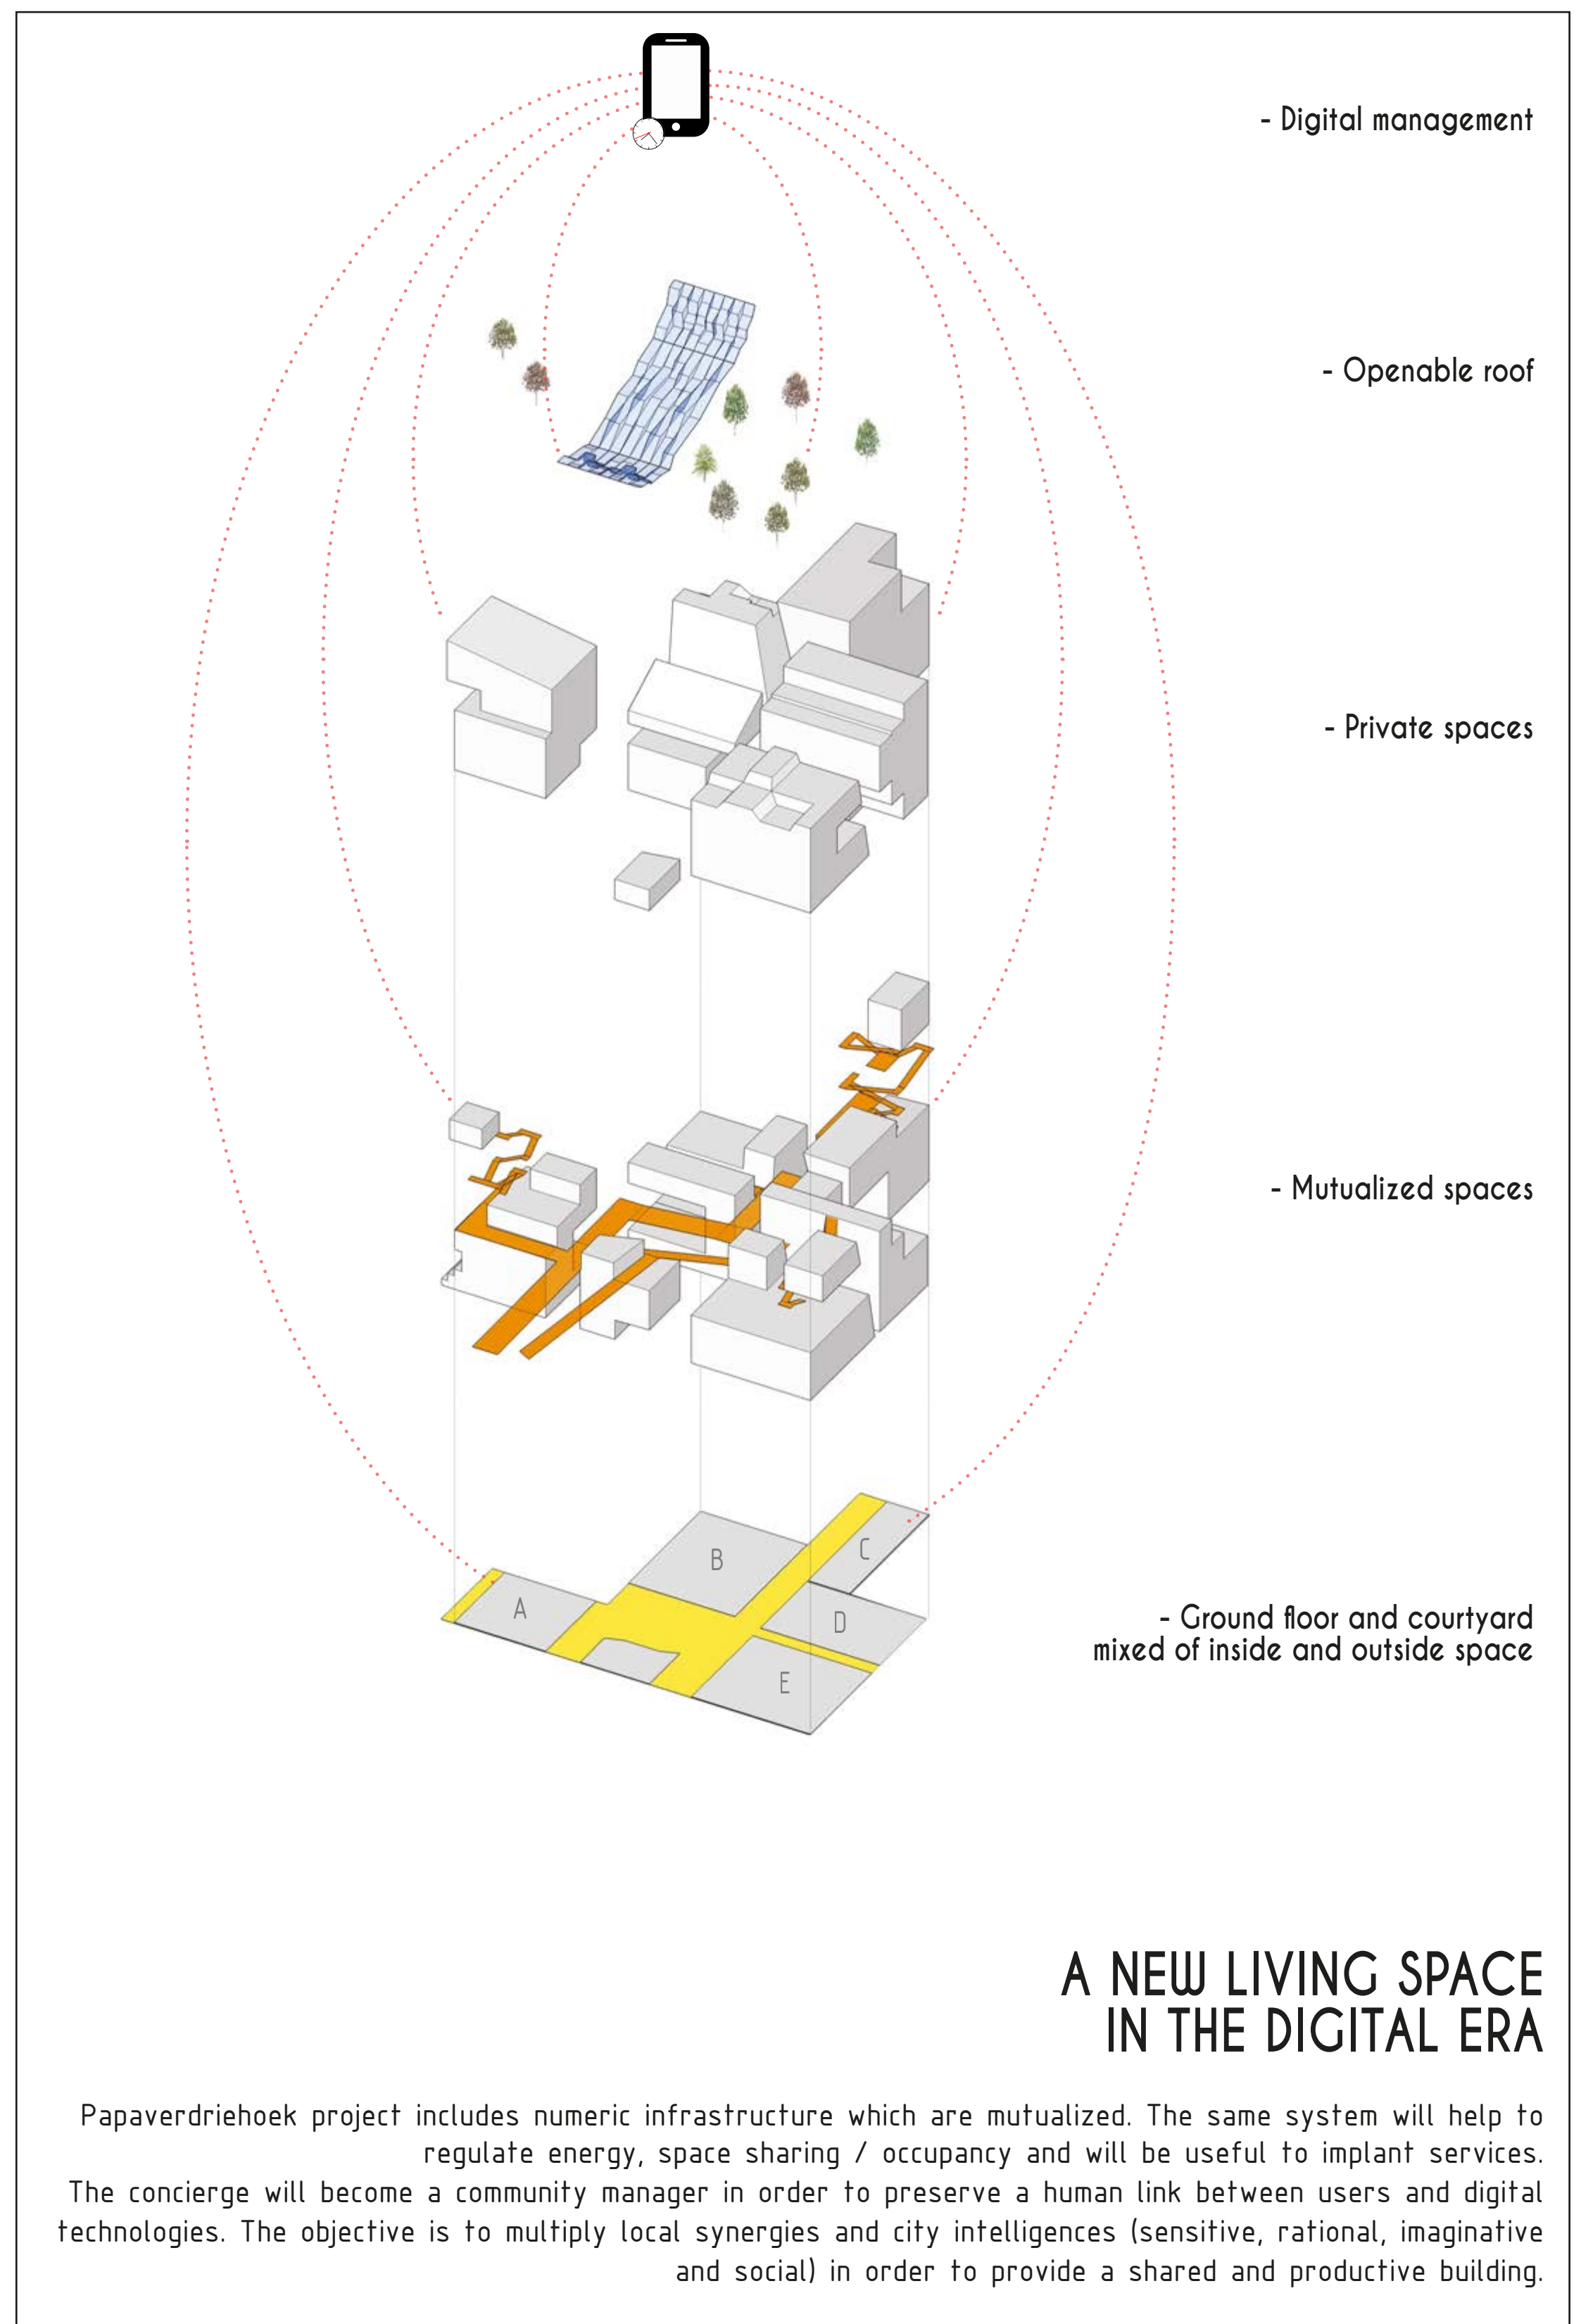 - Digital management
- Openable roof
- Private spaces
- Mutualized spaces
B
C
A
D
- Ground floor and courtyard
mixed of inside and outside space
E
A NEW LIVING SPACE
IN THE DIGITAL ERA
Papaverdriehoek project includes numeric infrastructure which are mutualized. The same system will help to
regulate energy, space sharing / occupancy and will be useful to implant services.
The concierge will become a community manager in order to preserve a human link between users and digital
technologies. The objective is to multiply local synergies and city intelligences (sensitive, rational, imaginative
and social) in order to provide a shared and productive building.